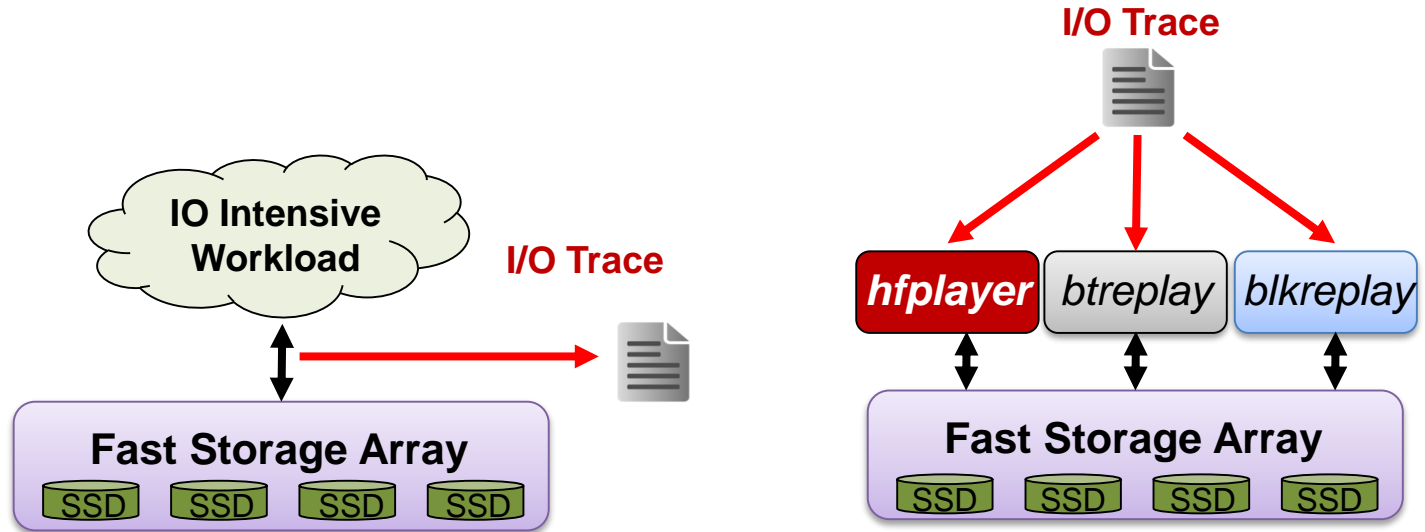 IO Intensive
Workload
I/O Trace
Fast Storage Array
SSD SSD SSD SSD
I/O Trace
hfplayer btreplay blkreplay
Fast Storage Array
SSD SSD SSD SSD